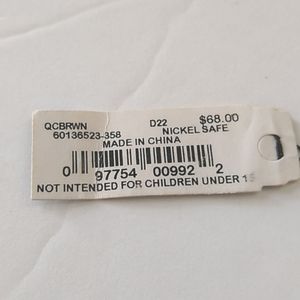 QCBRWN D22 $68.00
60136523-358 NICKEL SAFE
MADE IN CHINA
0 97754 00992 2
NOT INTENDED FOR CHILDREN UNDER 15